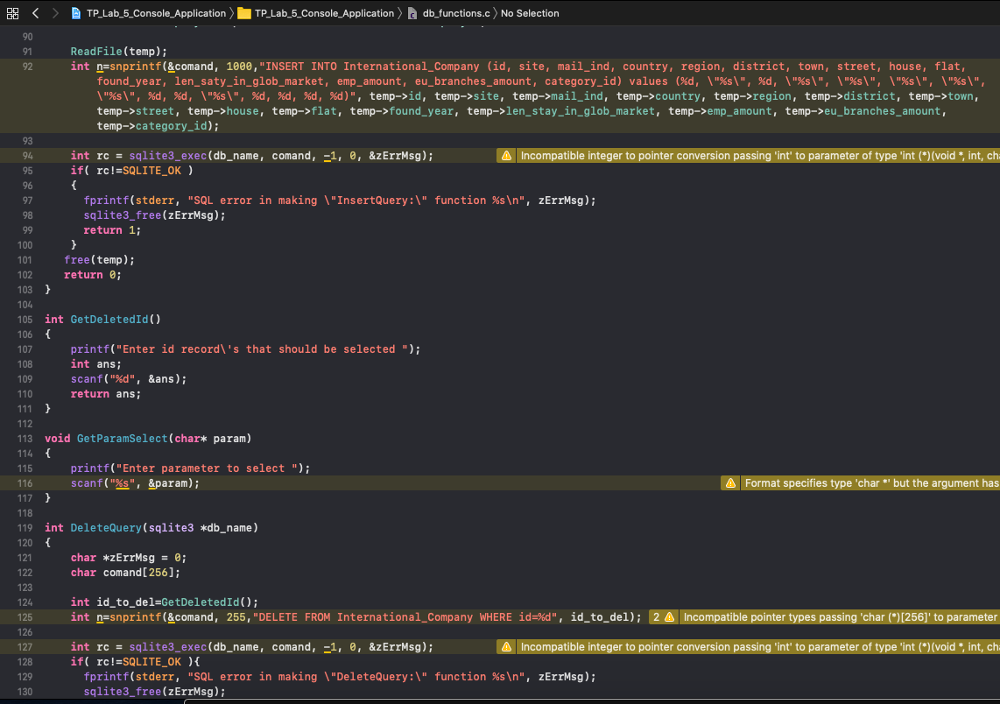 TP_Lab_5_Console_Application 〉 TP_Lab_5_Console_Application 〉 db_functions.c 〉 No Selection
90
91 ReadFile(temp);
92 int n=snprintf(&comand, 1000,"INSERT INTO International_Company (id, site, mail_ind, country, region, district, town, street, house, flat,
found_year, len_saty_in_glob_market, emp_amount, eu_branches_amount, category_id) values (%d, \"%s\", %d, \"%s\", \"%s\", \"%s\", \"%s\",
\"%s\", %d, %d, \"%s\", %d, %d, %d, %d)", temp->id, temp->site, temp->mail_ind, temp->country, temp->region, temp->district, temp->town,
temp->street, temp->house, temp->flat, temp->found_year, temp->len_stay_in_glob_market, temp->emp_amount, temp->eu_branches_amount,
temp->category_id);
93
94 int rc = sqlite3_exec(db_name, comand, -1, 0, &zErrMsg); Incompatible integer to pointer conversion passing 'int' to parameter of type 'int (*)(void *, int, cha
95 if( rc!=SQLITE_OK )
96 {
97 fprintf(stderr, "SQL error in making \"InsertQuery:\" function %s\n", zErrMsg);
98 sqlite3_free(zErrMsg);
99 return 1;
100 }
101 free(temp);
102 return 0;
103 }
104
105 int GetDeletedId()
106 {
107 printf("Enter id record\'s that should be selected ");
108 int ans;
109 scanf("%d", &ans);
110 return ans;
111 }
112
113 void GetParamSelect(char* param)
114 {
115 printf("Enter parameter to select ");
116 scanf("%s", &param); Format specifies type 'char *' but the argument has
117 }
118
119 int DeleteQuery(sqlite3 *db_name)
120 {
121 char *zErrMsg = 0;
122 char comand[256];
123
124 int id_to_del=GetDeletedId();
125 int n=snprintf(&comand, 255,"DELETE FROM International_Company WHERE id=%d", id_to_del); 2 Incompatible pointer types passing 'char (*)[256]' to parameter
126
127 int rc = sqlite3_exec(db_name, comand, -1, 0, &zErrMsg); Incompatible integer to pointer conversion passing 'int' to parameter of type 'int (*)(void *, int, cha
128 if( rc!=SQLITE_OK ){
129 fprintf(stderr, "SQL error in making \"DeleteQuery:\" function %s\n", zErrMsg);
130 sqlite3_free(zErrMsg);